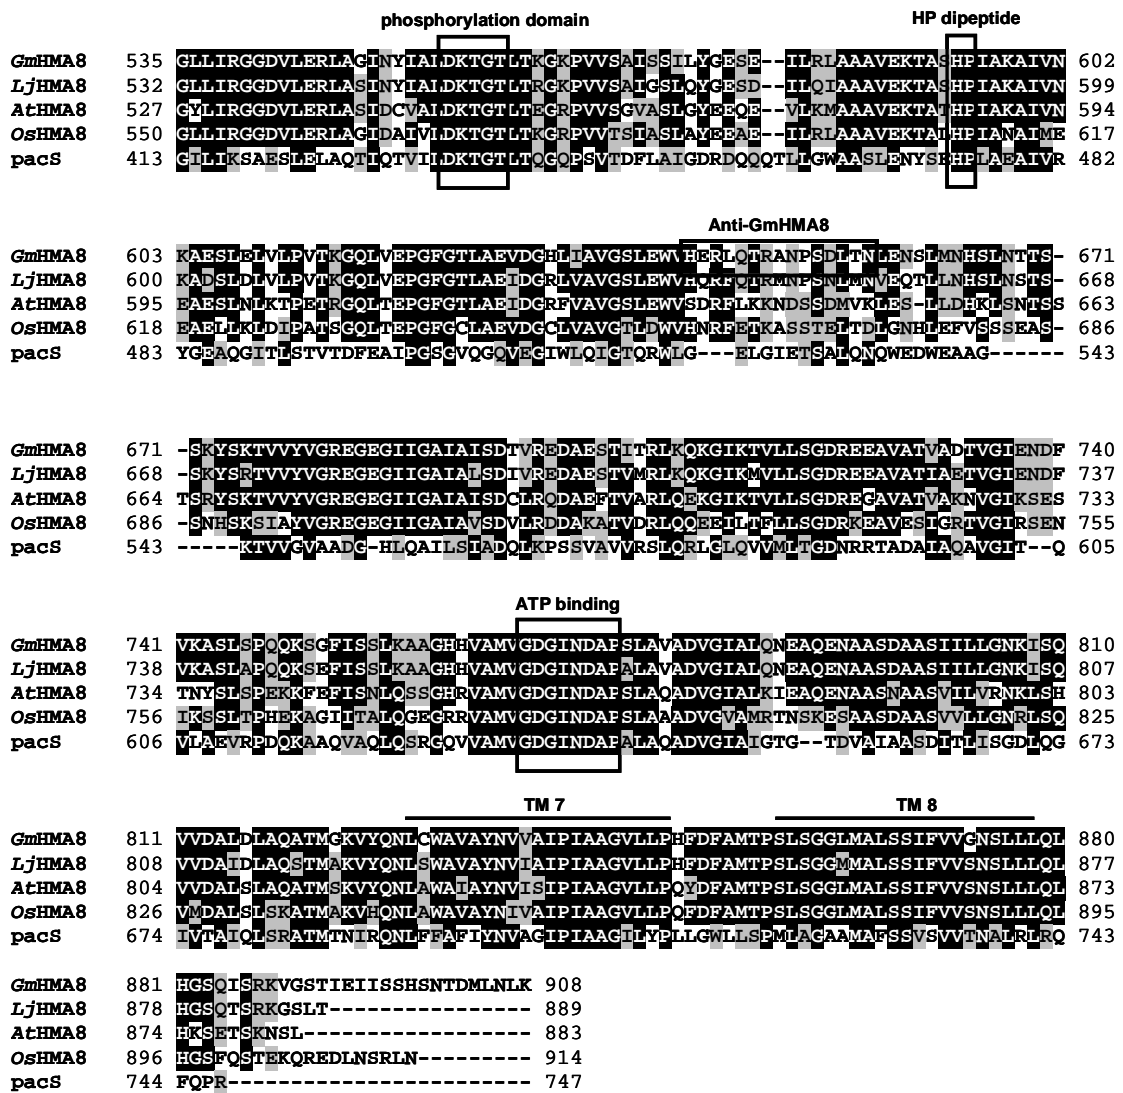 phosphorylation domain HP dipeptide
GmHMA8 535 GLLIRGGDVLERLAGINYIALDKTGTLTKGKPVVSAISSILYGESE--ILRLAAAVEKTASHPIAKAIVN 602
LjHMA8 532 GLLIRGGDVLERLASINYIALDKTGTLTRGKPVVSAIGSLQYGESE--ILQIAAAVEKTASHPIAKAIVN 599
AtHMA8 527 GYLIRGGDVLERLASIDCVALDKTGTLTEGRPVVSGVASLGYEEQE--VLKMAAAVEKTATHPIAKAIVN 594
OsHMA8 550 GLLIRGGDVLERLAGIDAIVLDKTGTLTKGRPVVTSIASLAYEEAE--ILRLAAAVEKTALHPIANAIME 617
pacS 413 GILIKSAESLELAQTIQTVILDKTGTLTQGQPSVTDFLAIGDRDQQQTLLGWAASLENYSEHPLAEAIVR 482
Anti-GmHMA8
GmHMA8 603 KAESLELVLPVTKGQLVEPGFGTLAEVDGHLIAVGSLEWVHERLQTRANPSDLTNLENSLMNHSLNTTS- 671
LjHMA8 600 KADSLDLVLPVTKGQLVEPGFGTLAEIDGRLVAVGSLEWVHQRFQTRMNPSNLMNVEQTLLNHSLNSTS- 668
AtHMA8 595 EAESLNLKTPETRGQLTEPGFGTLAEIDGRFVAVGSLEWVSDRFLKKNDSSDMVKLES-LLDHKLSNTSS 663
OsHMA8 618 EAELLKLDIPATSGQLTEPGFGCLAEVDGCLVAVGTLDWVHNRFETKASSTELTDLGNHLEFVSSSEAS- 686
pacS 483 YGEAQGITLSTVTDFEAIPGSGVQGQVEGIWLQIGTQRWLG---ELGIETSALQNQWEDWEAAG------ 543
GmHMA8 671 -SKYSKTVVYVGREGEGIIGAIAISDTVREDAESTITRLKQKGIKTVLLSGDREEAVATVADTVGIENDF 740
LjHMA8 668 -SKYSRTVVYVGREGEGIIGAIALSDIVREDAESTVMRLKQKGIKMVLLSGDREEAVATIAETVGIENDF 737
AtHMA8 664 TSRYSKTVVYVGREGEGIIGAIAISDCLRQDAEFTVARLQEKGIKTVLLSGDREGAVATVAKNVGIKSES 733
OsHMA8 686 -SNHSKSIAYVGREGEGIIGAIAVSDVLRDDAKATVDRLQQEEILTFLLSGDRKEAVESIGRTVGIRSEN 755
pacS 543 -----KTVVGVAADG-HLQAILSIADQLKPSSVAVVRSLQRLGLQVVMLTGDNRRTADAIAQAVGIT--Q 605
ATP binding
GmHMA8 741 VKASLSPQQKSGFISSLKAAGHHVAMVGDGINDAPSLAVADVGIALQNEAQENAASDAASIILLGNKISQ 810
LjHMA8 738 VKASLAPQQKSEFISSLKAAGHHVAMVGDGINDAPALAVADVGIALQNEAQENAASDAASIILLGNKISQ 807
AtHMA8 734 TNYSLSPEKKFEFISNLQSSGHRVAMVGDGINDAPSLAQADVGIALKIEAQENAASNAASVILVRNKLSH 803
OsHMA8 756 IKSSLTPHEKAGIITALQGEGRRVAMVGDGINDAPSLAAADVGVAMRTNSKESAASDAASVVLLGNRLSQ 825
pacS 606 VLAEVRPDQKAAQVAQLQSRGQVVAMVGDGINDAPALAQADVGIAIGTG--TDVAIAASDITLISGDLQG 673
TM 7 TM 8
GmHMA8 811 VVDALDLAQATMGKVYQNLCWAVAYNVVAIPIAAGVLLPHFDFAMTPSLSGGLMALSSIFVVGNSLLLQL 880
LjHMA8 808 VVDAIDLAQSTMAKVYQNLSWAVAYNVIAIPIAAGVLLPHFDFAMTPSLSGGMMALSSIFVVSNSLLLQL 877
AtHMA8 804 VVDALSLAQATMSKVYQNLAWAIAYNVISIPIAAGVLLPQYDFAMTPSLSGGLMALSSIFVVSNSLLLQL 873
OsHMA8 826 VMDALSLSKATMAKVHQNLAWAVAYNIVAIPIAAGVLLPQFDFAMTPSLSGGLMALSSIFVVSNSLLLQL 895
pacS 674 IVTAIQLSRATMTNIRQNLFFAFIYNVAGIPIAAGILYPLLGWLLSPMLAGAAMAFSSVSVVTNALRLRQ 743
GmHMA8 881 HGSQISRKVGSTIEIISSHSNTDMLNLK 908
LjHMA8 878 HGSQTSRKGSLT---------------- 889
AtHMA8 874 HKSETSKNSL------------------ 883
OsHMA8 896 HGSFQSTEKQREDLNSRLN--------- 914
pacS 744 FQPR------------------------ 747